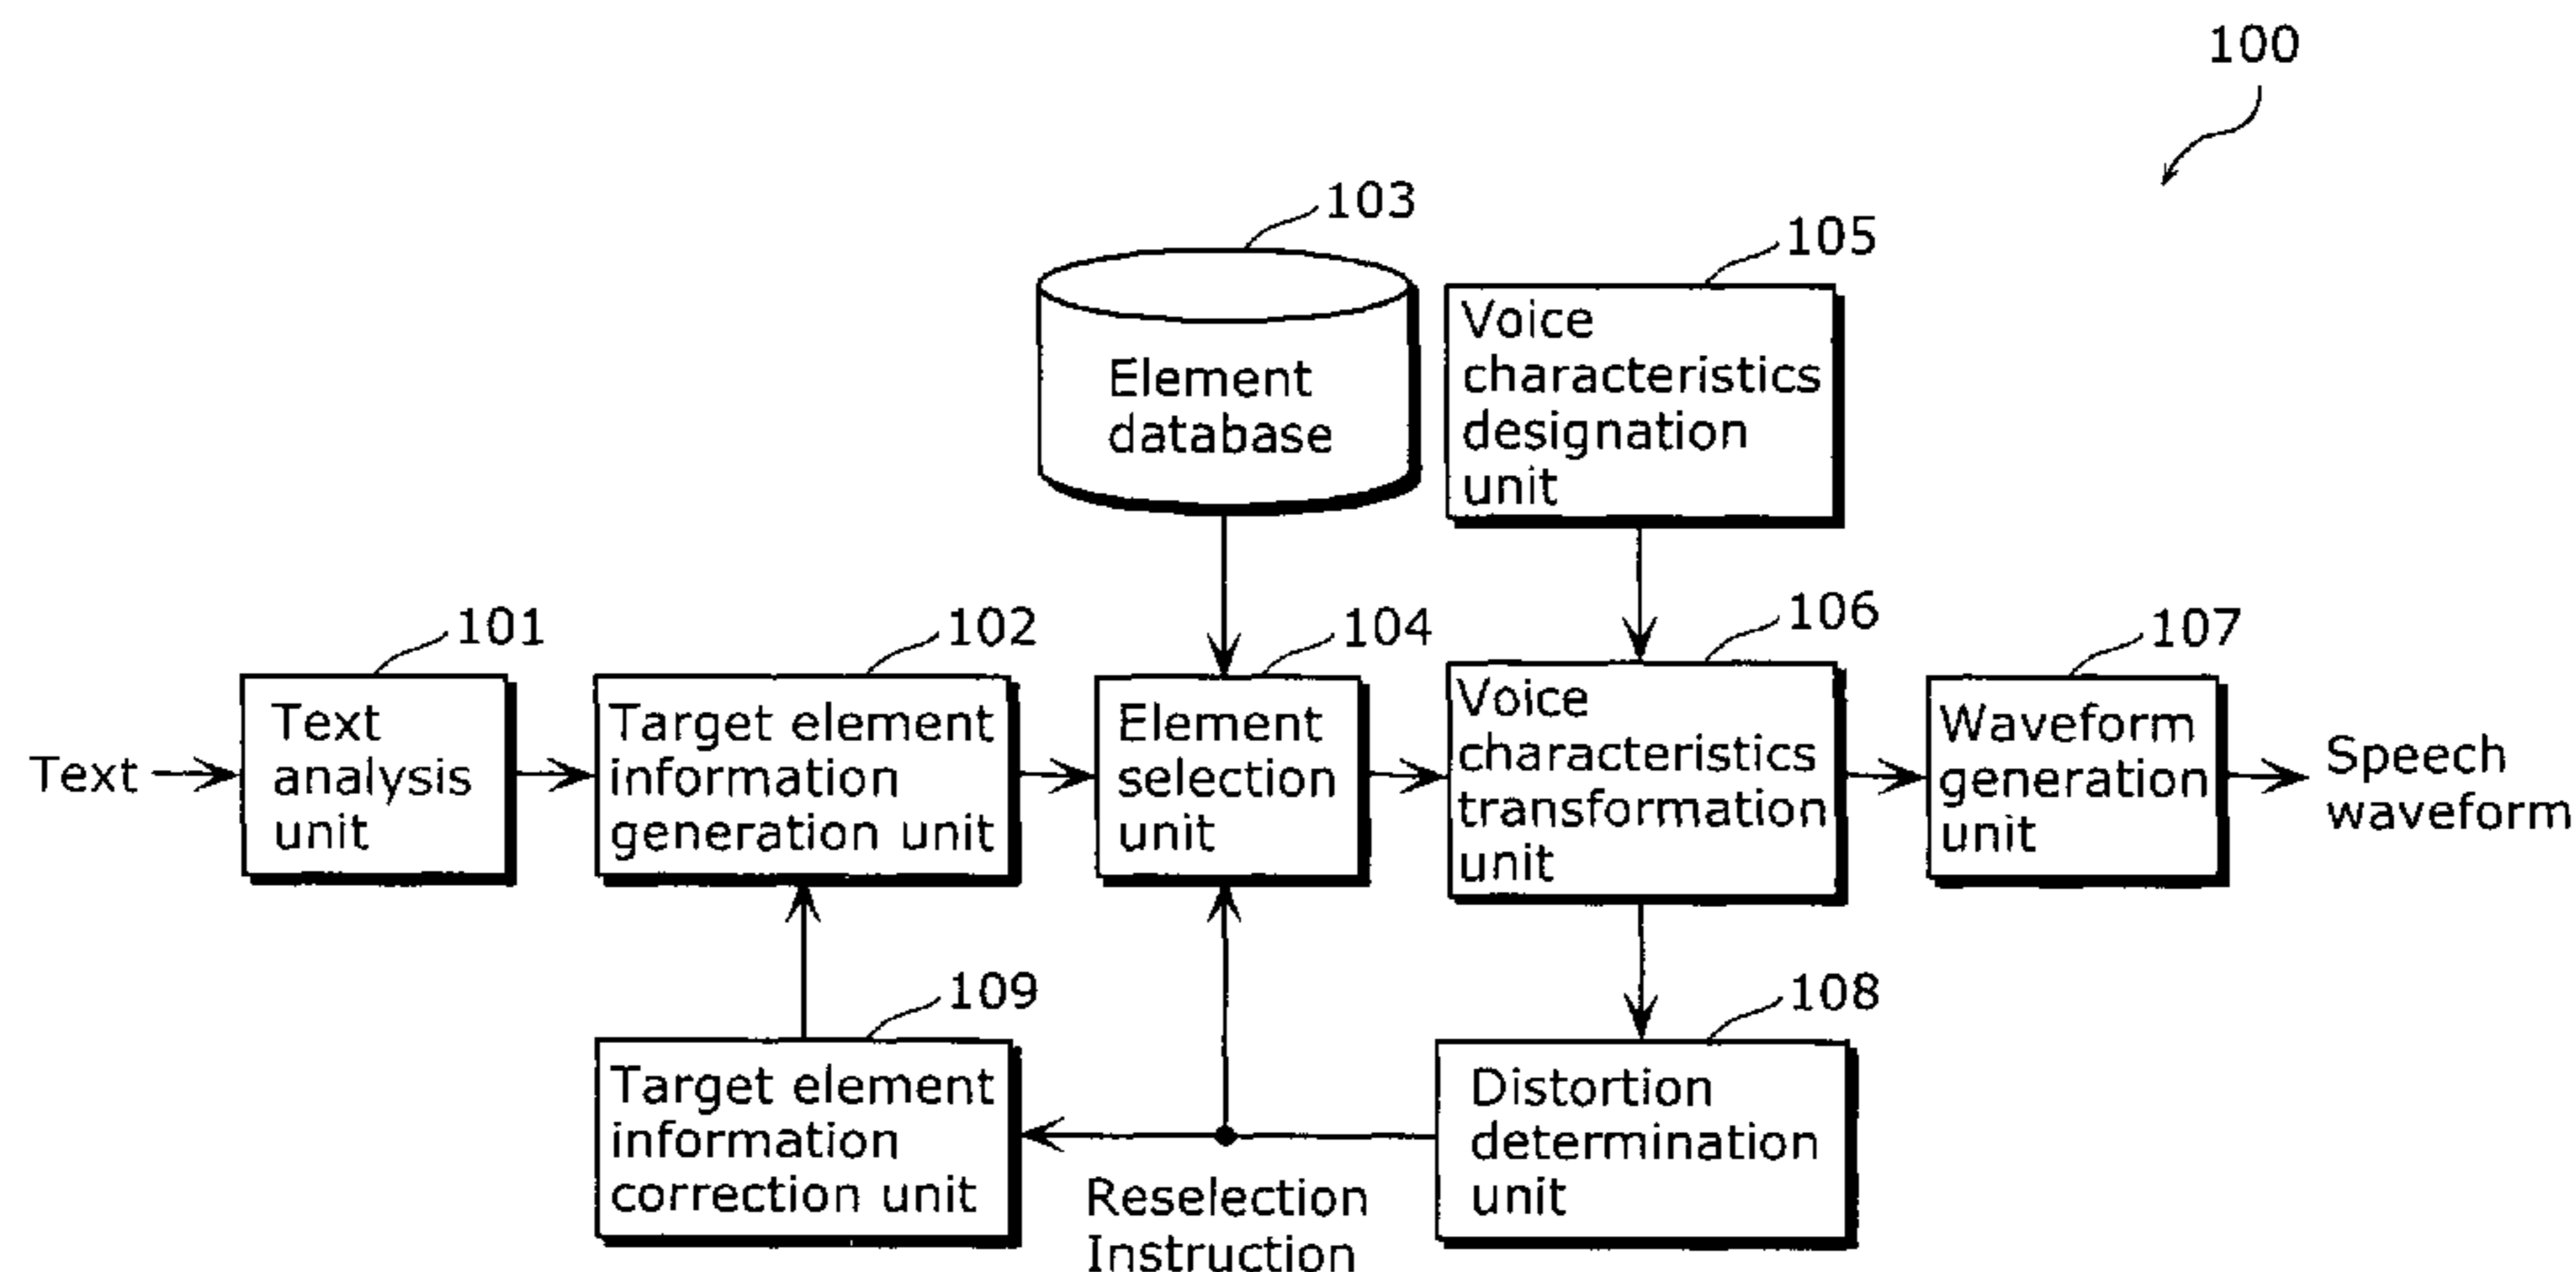 100
103
105
Element
database
Voice
characteristics
designation
unit
101
102
104
106
107
Text
Text
analysis
unit
Target element
information
generation unit
Element
selection
unit
Voice
characteristics
transformation
unit
Waveform
generation
unit
Speech
waveform
109
108
Target element
information
correction unit
Reselection
Instruction
Distortion
determination
unit